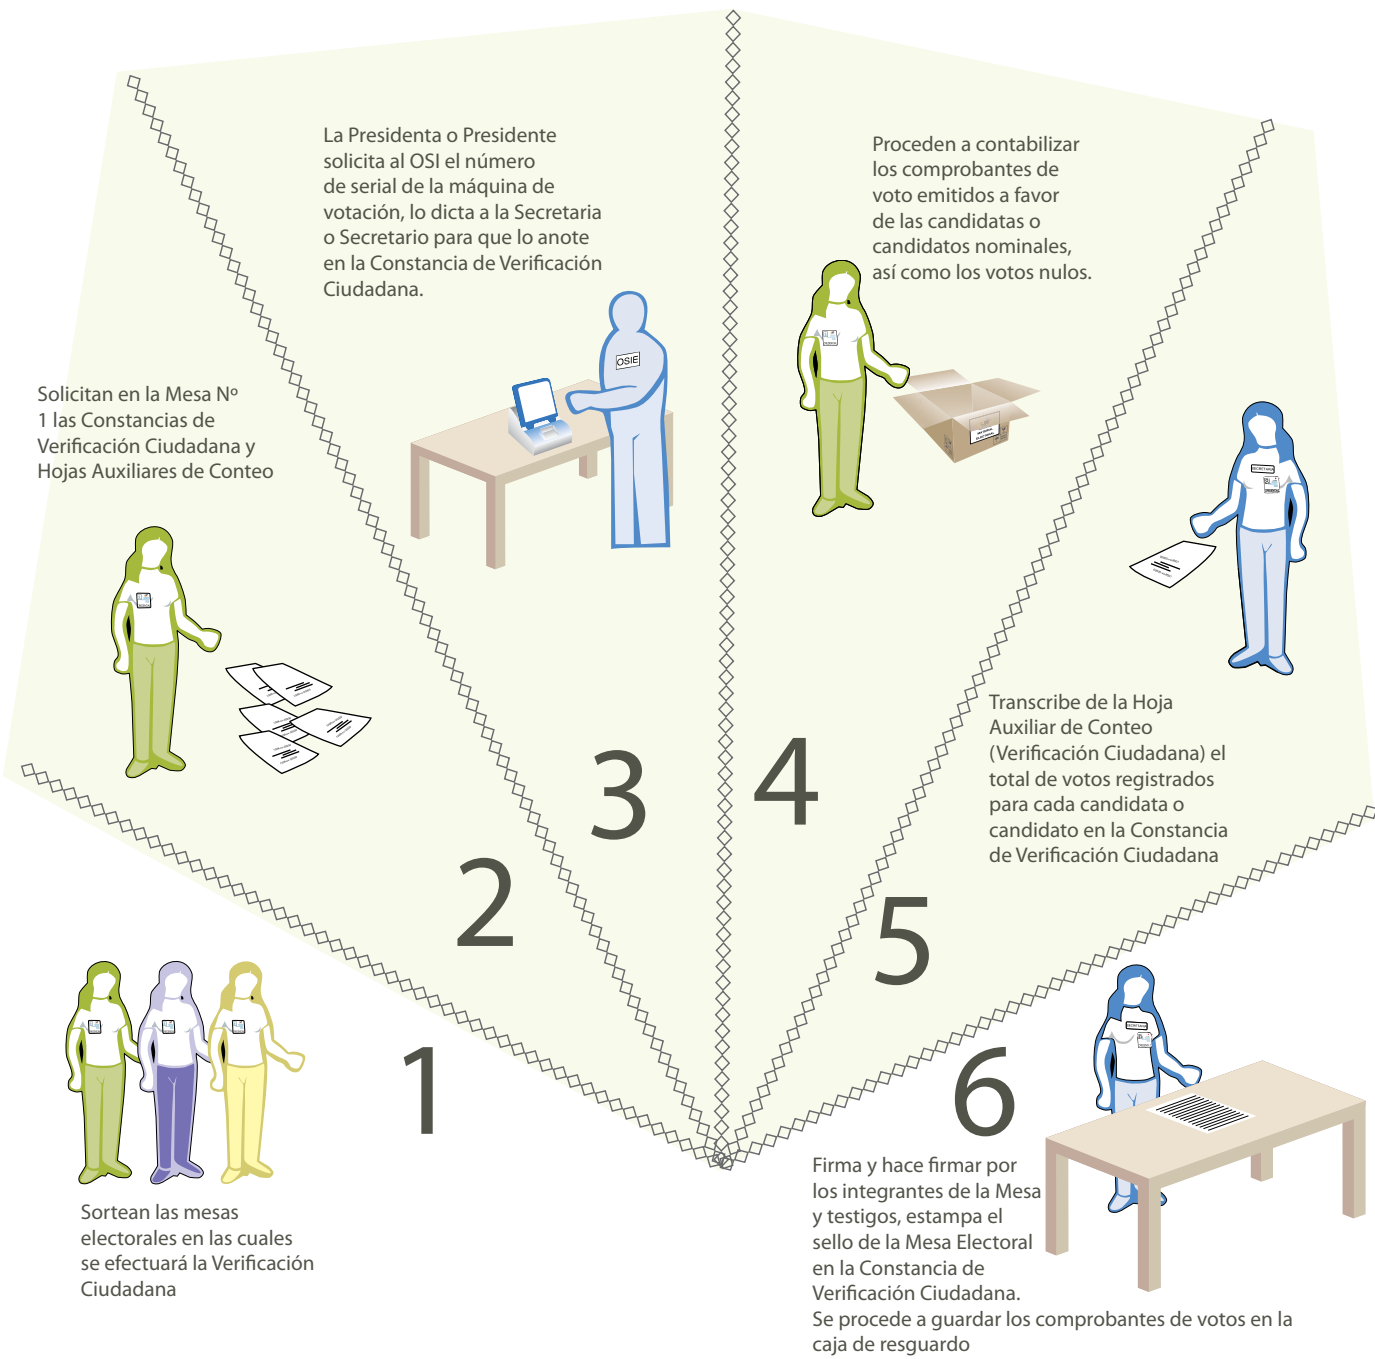 1
Sortean las mesas
electorales en las cuales
se efectuará la Verificación
Ciudadana
2
Solicitan en la Mesa Nº
1 las Constancias de
Verificación Ciudadana y
Hojas Auxiliares de Conteo
3
La Presidenta o Presidente
solicita al OSI el número
de serial de la máquina de
votación, lo dicta a la Secretaria
o Secretario para que lo anote
en la Constancia de Verificación
Ciudadana.
OSIE
4
Proceden a contabilizar
los comprobantes de
voto emitidos a favor
de las candidatas o
candidatos nominales,
así como los votos nulos.
5
SECRETARIA
Transcribe de la Hoja
Auxiliar de Conteo
(Verificación Ciudadana) el
total de votos registrados
para cada candidata o
candidato en la Constancia
de Verificación Ciudadana
6
SECRETARIA
Firma y hace firmar por
los integrantes de la Mesa
y testigos, estampa el
sello de la Mesa Electoral
en la Constancia de
Verificación Ciudadana.
Se procede a guardar los comprobantes de votos en la
caja de resguardo